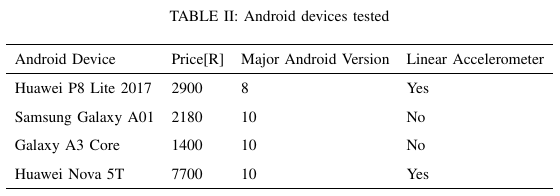 TABLE II: Android devices tested
Android Device Price[R] Major Android Version Linear Accelerometer
Huawei P8 Lite 2017 2900 8 Yes
Samsung Galaxy A01 2180 10 No
Galaxy A3 Core 1400 10 No
Huawei Nova 5T 7700 10 Yes